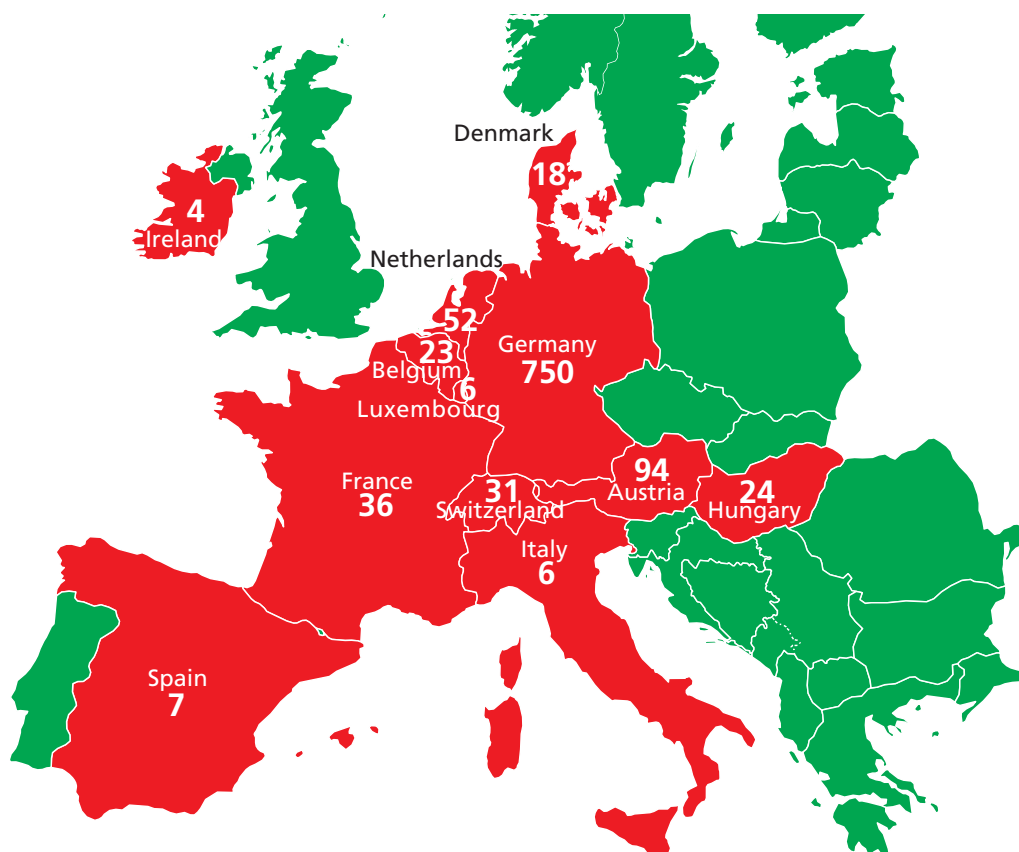 Denmark
18
4
Ireland
Netherlands
52
23
Belgium
6
Luxembourg
Germany
750
France
36
31
Switzerland
94
Austria
24
Hungary
Italy
6
Spain
7